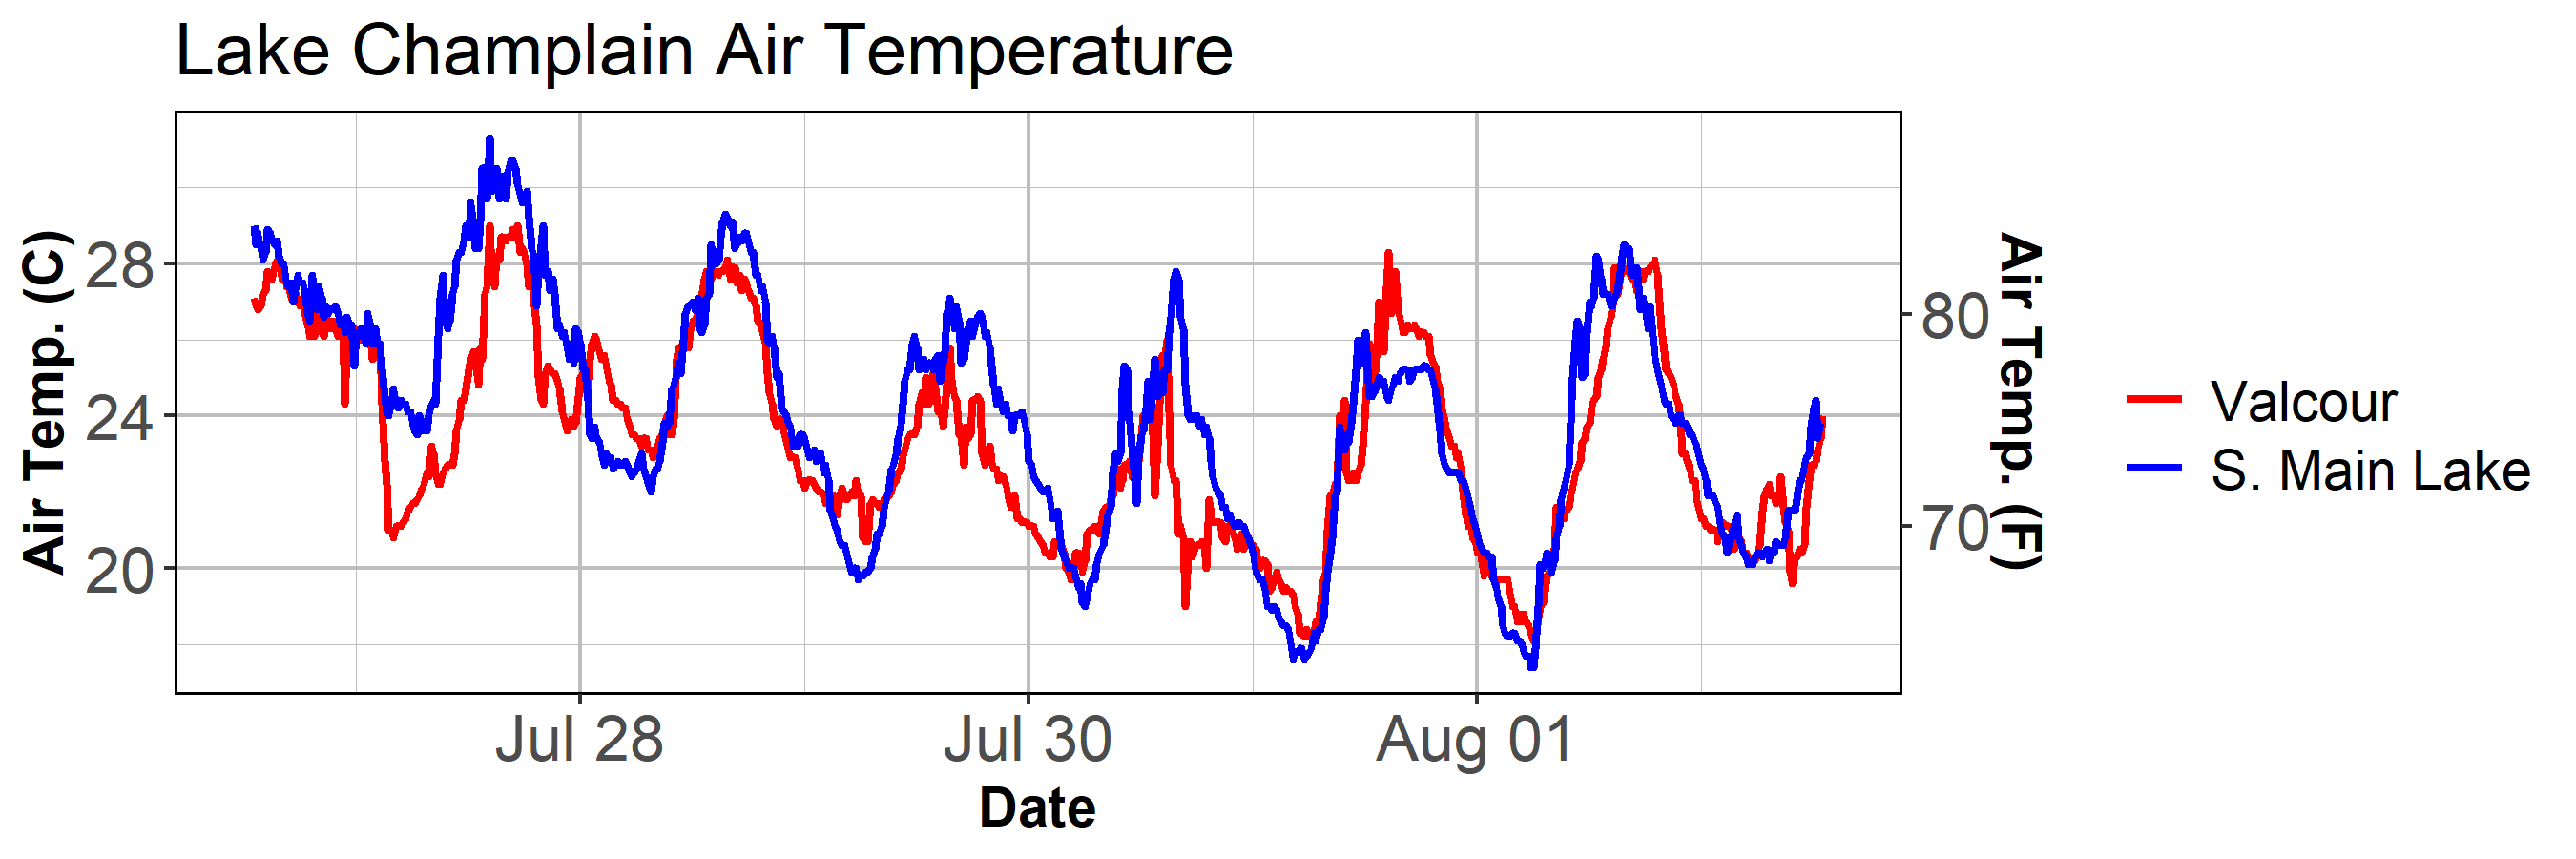 Lake Champlain Air Temperature
Air Temp. (C)
28
24
20
80
70
Air Temp. (F)
Jul 28
Jul 30
Aug 01
Date
Valcour
S. Main Lake